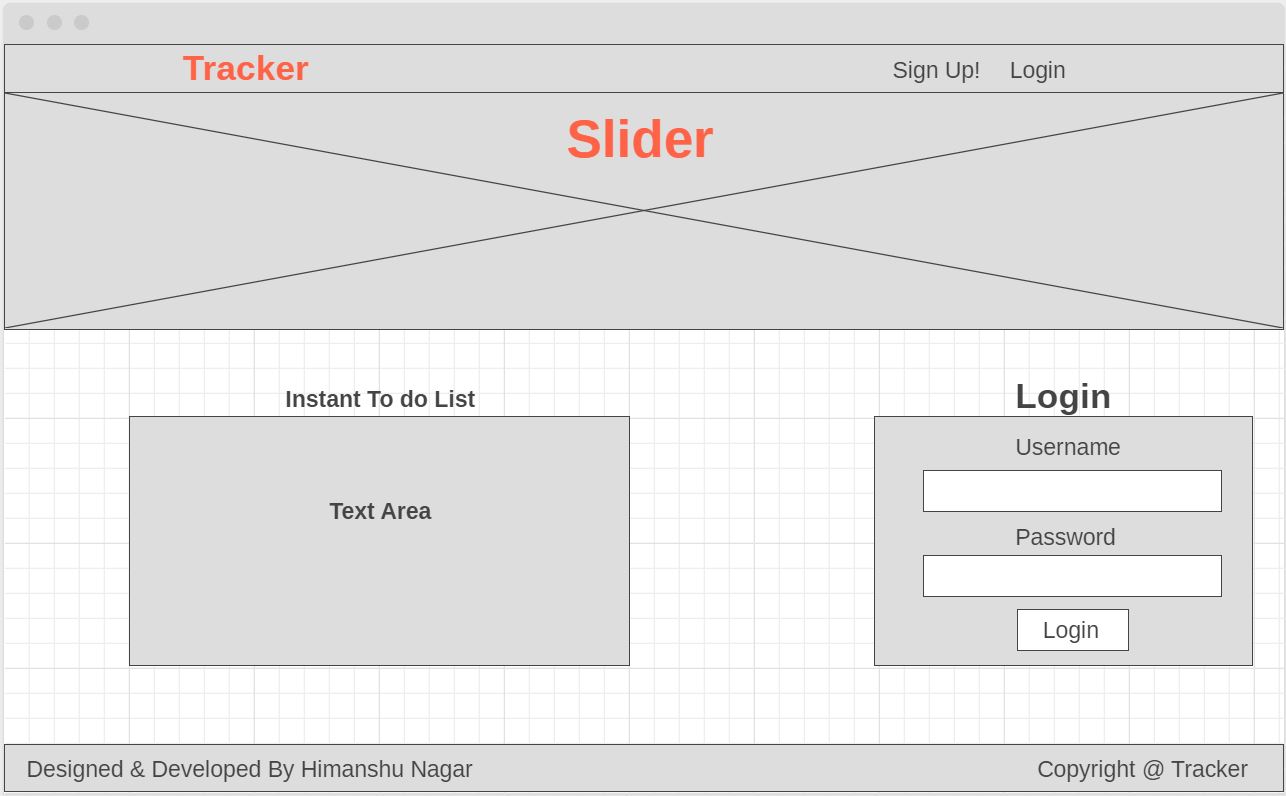 Tracker
Sign Up!
Login
Slider
Instant To do List
Text Area
Login
Username
Password
Login
Designed & Developed By Himanshu Nagar
Copyright @ Tracker